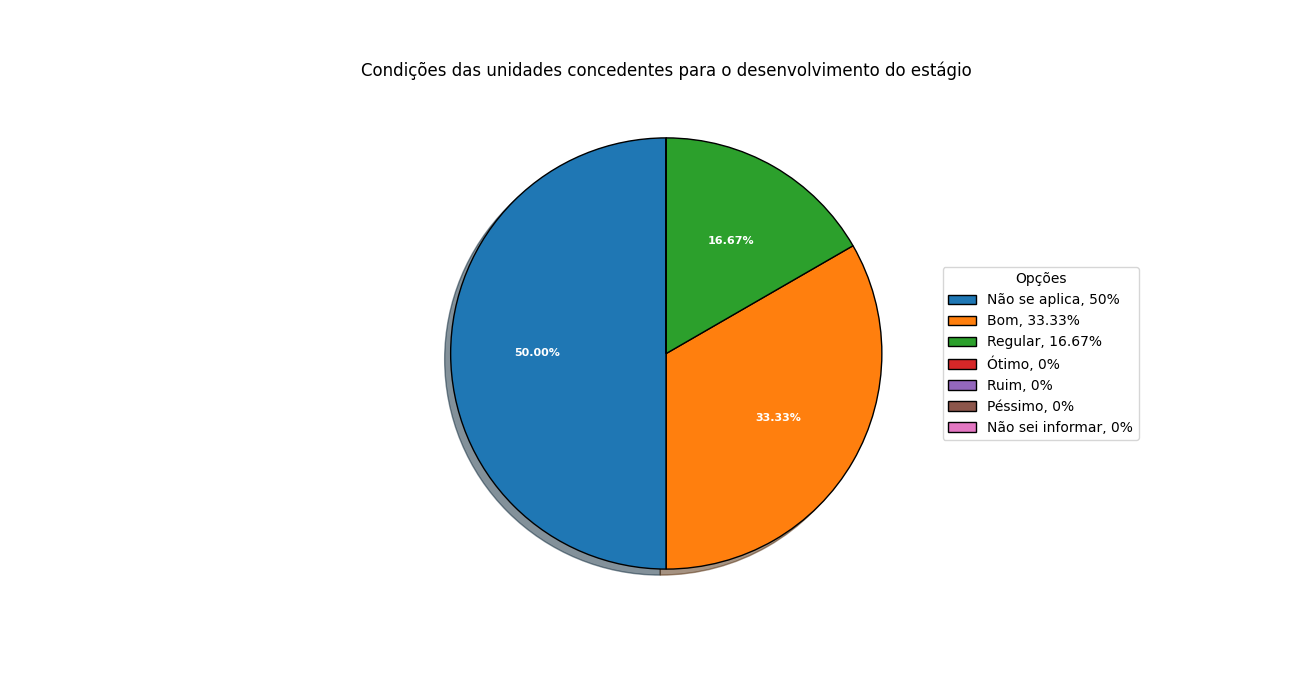 Condições das unidades concedentes para o desenvolvimento do estágio
16.67%
50.00%
33.33%
Opções
Não se aplica, 50%
Bom, 33.33%
Regular, 16.67%
Ótimo, 0%
Ruim, 0%
Péssimo, 0%
Não sei informar, 0%